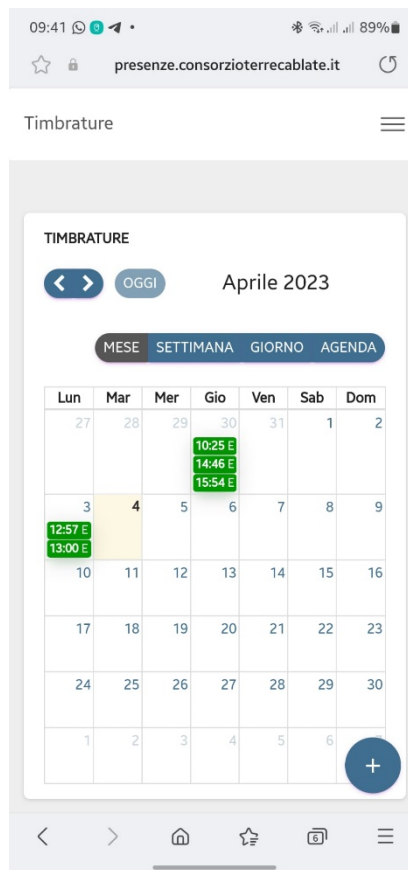 09:41 89%
presenze.consorzioterrecablate.it
Timbrature
TIMBRATURE
OGGI Aprile 2023
MESE SETTIMANA GIORNO AGENDA
Lun Mar Mer Gio Ven Sab Dom
27 28 29 30 31 1 2
10:25 E
14:46 E
15:54 E
3 4 5 6 7 8 9
12:57 E
13:00 E
10 11 12 13 14 15 16
17 18 19 20 21 22 23
24 25 26 27 28 29 30
1 2 3 4 5 6
+
6